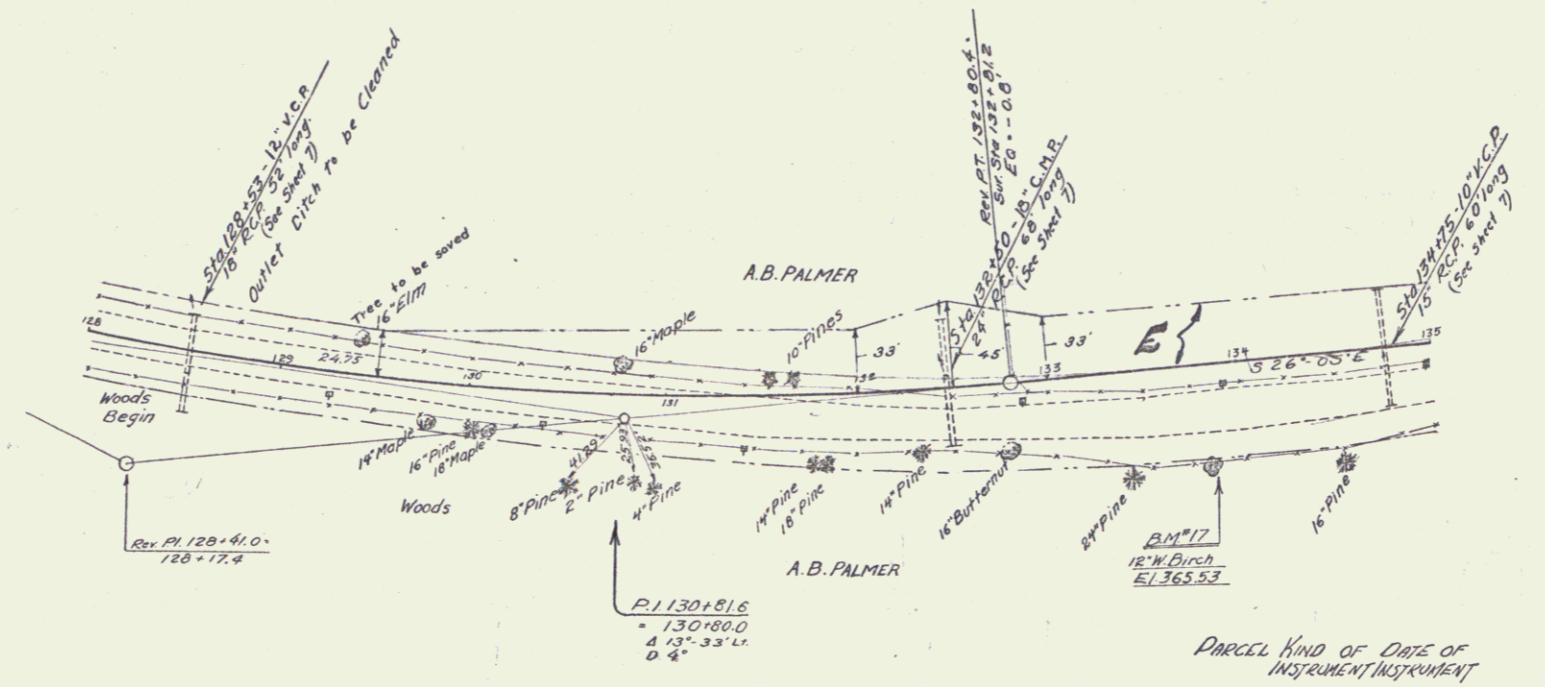 Sta. 128+53 - 12" V.C.P.
18" R.C.P. 52' long.
(See Sheet 7)
Outlet Ditch to be Cleaned
Tree to be saved
16" Elm
A.B. PALMER
Rev. P.T. 132+80.4 =
Sur. Sta 132+81.2
EQ = -0.8'
Sta. 132+50 - 18" C.M.P.
24" R.C.P. 68' long
(See Sheet 7)
Sta. 134+75 - 10" V.C.P.
15" R.C.P. 60' long
(See Sheet 7)
128
129
24.73
130
131
132
133
134
135
16" Maple
10" Pines
33'
45'
33'
E
S 26°-05' E
Woods
Begin
14" Maple
16" Pine
18" Maple
41.29
25.93
8" Pine
2" Pine
4" Pine
Woods
14" Pine
18" Pine
14" Pine
16" Butternut
24" Pine
16" Pine
Rev. P.I. 128+41.0 =
128+17.4
P.I. 130+81.6
= 130+80.0
Δ 13°-33' Lt.
D 4°
A.B. PALMER
B.M. #17
12" W. Birch
El. 365.53
PARCEL KIND OF DATE OF
INSTRUMENT INSTRUMENT